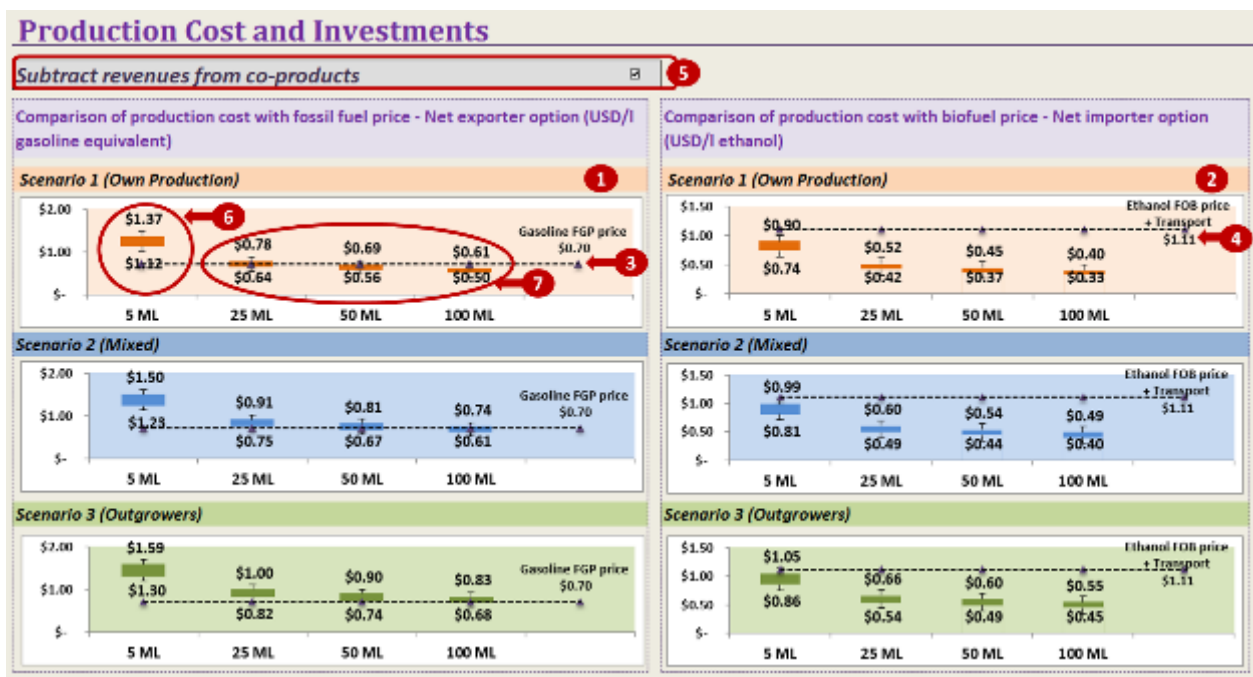 Production Cost and Investments
Subtract revenues from co-products
5
Comparison of production cost with fossil fuel price - Net exporter option (USD/l
gasoline equivalent)
Scenario 1 (Own Production)
1
$2.00
$1.00
$-
$1.37
$1.12
6
$0.78
$0.64
$0.69
$0.56
$0.61
$0.50
7
Gasoline FGP price
$0.70
3
5 ML
25 ML
50 ML
100 ML
Scenario 2 (Mixed)
$2.00
$1.00
$-
$1.50
$1.23
$0.91
$0.75
$0.81
$0.67
$0.74
$0.61
Gasoline FGP price
$0.70
5 ML
25 ML
50 ML
100 ML
Scenario 3 (Outgrowers)
$2.00
$1.00
$-
$1.59
$1.30
$1.00
$0.82
$0.90
$0.74
$0.83
$0.68
Gasoline FGP price
$0.70
5 ML
25 ML
50 ML
100 ML
Comparison of production cost with biofuel price - Net importer option
(USD/l ethanol)
Scenario 1 (Own Production)
2
$1.50
$1.00
$0.50
$-
$0.90
$0.74
$0.52
$0.42
$0.45
$0.37
$0.40
$0.33
Ethanol FOB price
+ Transport
$1.11
4
5 ML
25 ML
50 ML
100 ML
Scenario 2 (Mixed)
$1.50
$1.00
$0.50
$-
$0.99
$0.81
$0.60
$0.49
$0.54
$0.44
$0.49
$0.40
Ethanol FOB price
+ Transport
$1.11
5 ML
25 ML
50 ML
100 ML
Scenario 3 (Outgrowers)
$1.50
$1.00
$0.50
$-
$1.05
$0.86
$0.66
$0.54
$0.60
$0.49
$0.55
$0.45
Ethanol FOB price
+ Transport
$1.11
5 ML
25 ML
50 ML
100 ML